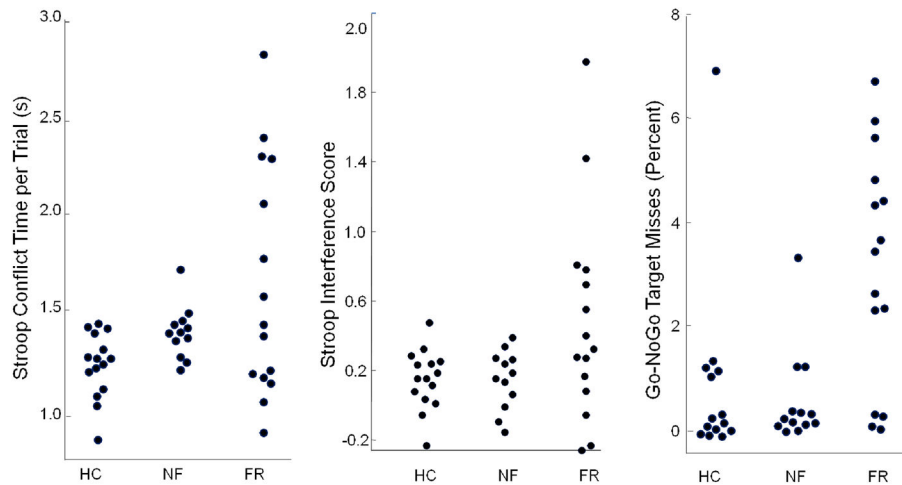 Stroop Conflict Time per Trial (s)
3.0
2.5
2.0
1.5
1.0
HC NF FR
Stroop Interference Score
2.0
1.8
1.4
1.0
0.6
0.2
-0.2
HC NF FR
Go-NoGo Target Misses (Percent)
8
6
4
2
0
HC NF FR